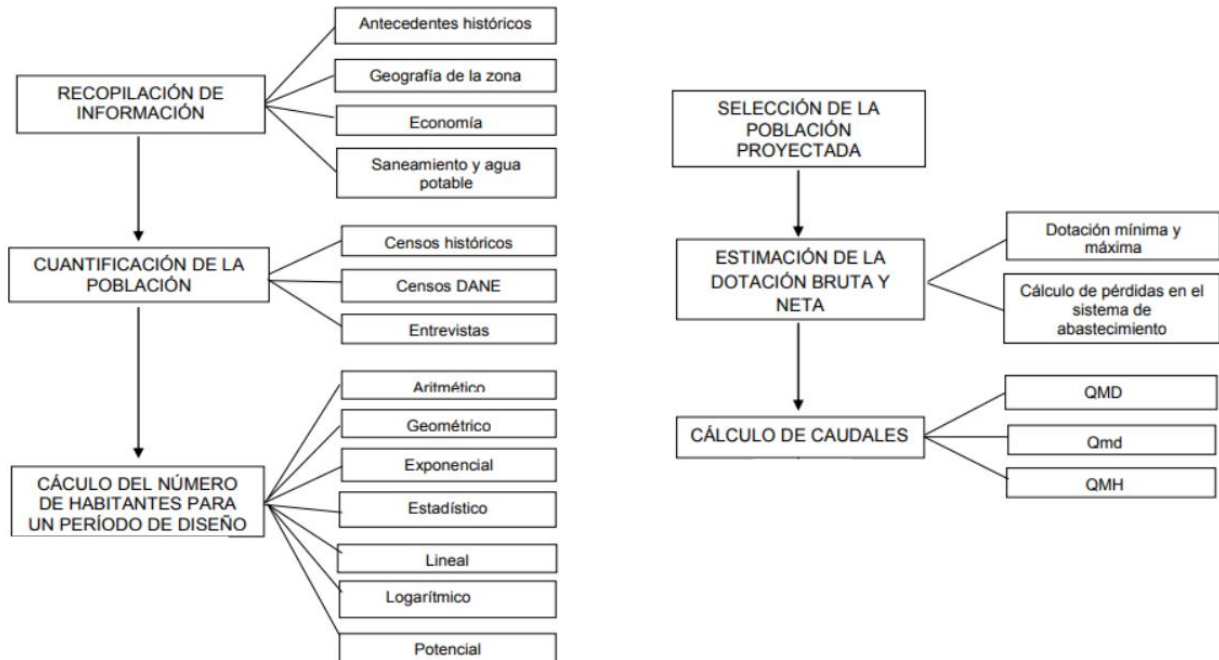 RECOPILACIÓN DE
INFORMACIÓN
Antecedentes históricos
Geografía de la zona
Economía
Saneamiento y agua
potable
CUANTIFICACIÓN DE LA
POBLACIÓN
Censos históricos
Censos DANE
Entrevistas
CÁCULO DEL NÚMERO
DE HABITANTES PARA
UN PERÍODO DE DISEÑO
Aritmético
Geométrico
Exponencial
Estadístico
Lineal
Logarítmico
Potencial
SELECCIÓN DE LA
POBLACIÓN
PROYECTADA
ESTIMACIÓN DE LA
DOTACIÓN BRUTA Y
NETA
Dotación mínima y
máxima
Cálculo de pérdidas en el
sistema de
abastecimiento
CÁLCULO DE CAUDALES
QMD
Qmd
QMH